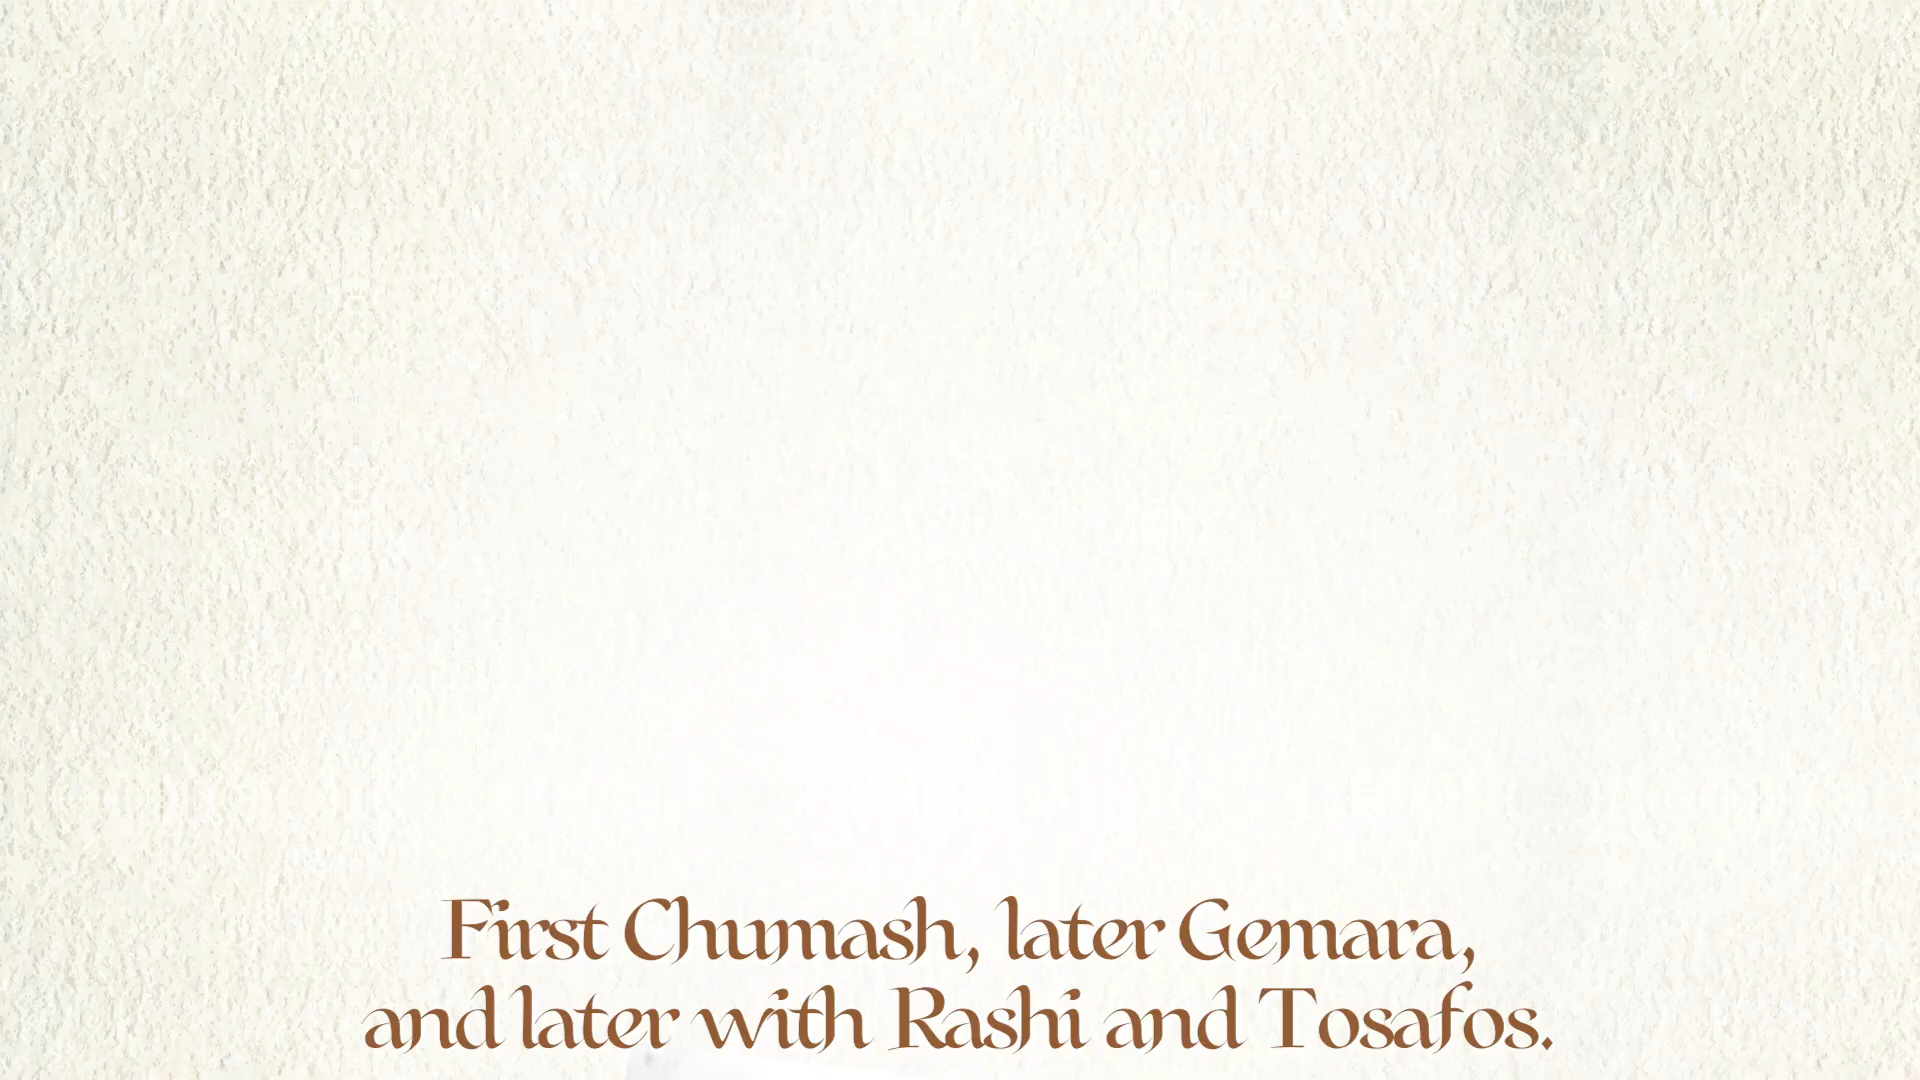 First Chumash, later Gemara,
and later with Rashi and Tosafos.